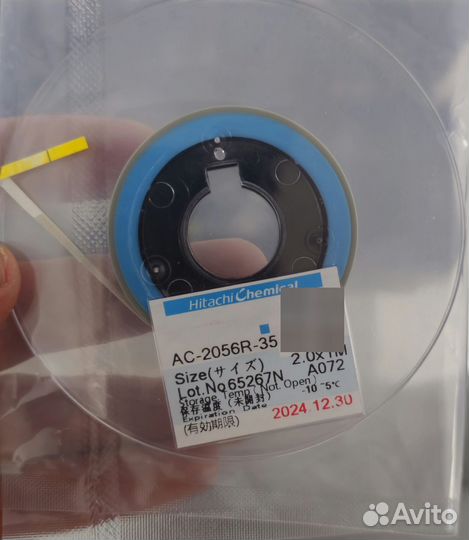 Hitachi Chemical
AC-2056R-35
Size(サイズ) 2.0x1M
Lot.No 65267N A072
Storage Temp (Not Open)
保存温度 (未開封) -10~5℃
Expiration Date
(有効期限) 2024.12.30
Avito